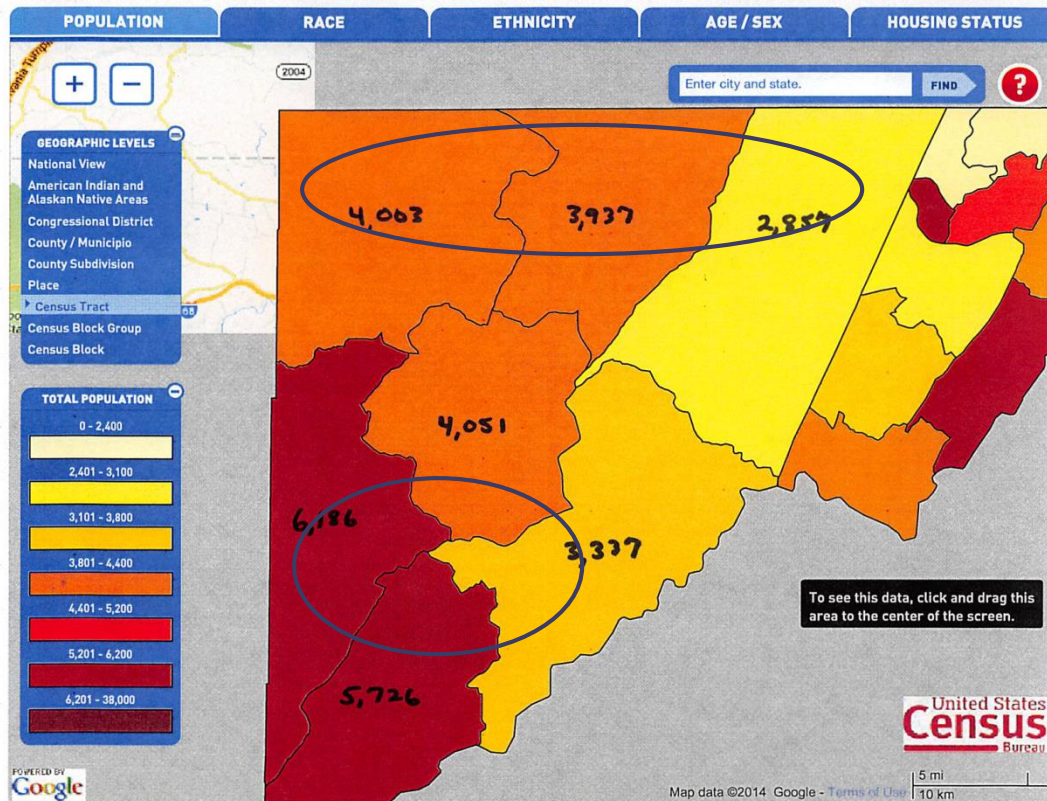 POPULATION
RACE
ETHNICITY
AGE / SEX
HOUSING STATUS
2004
+
−
Enter city and state.
FIND
?
GEOGRAPHIC LEVELS
National View
American Indian and
Alaskan Native Areas
Congressional District
County / Municipio
County Subdivision
Place
Census Tract
Census Block Group
Census Block
68
4,003
3,937
4,051
6,186
3,337
5,726
TOTAL POPULATION
0 - 2,400
2,401 - 3,100
3,101 - 3,800
3,801 - 4,400
4,401 - 5,200
5,201 - 6,200
6,201 - 38,000
To see this data, click and drag this
area to the center of the screen.
United States
Census
Bureau
POWERED BY
Google
Map data ©2014 Google - Terms of Use
5 mi
10 km